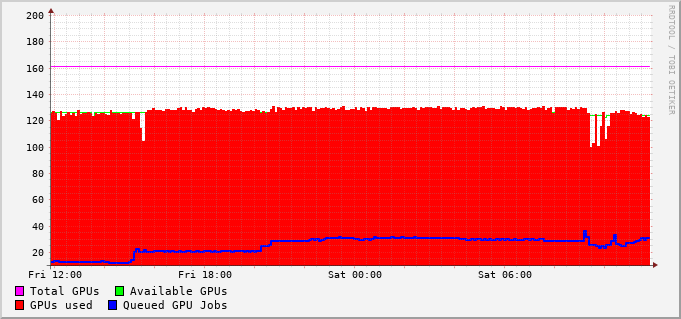 200
180
160
140
120
100
80
60
40
20
Fri 12:00 Fri 18:00 Sat 00:00 Sat 06:00
Total GPUs Available GPUs
GPUs used Queued GPU Jobs
RRDTOOL / TOBI OETIKER